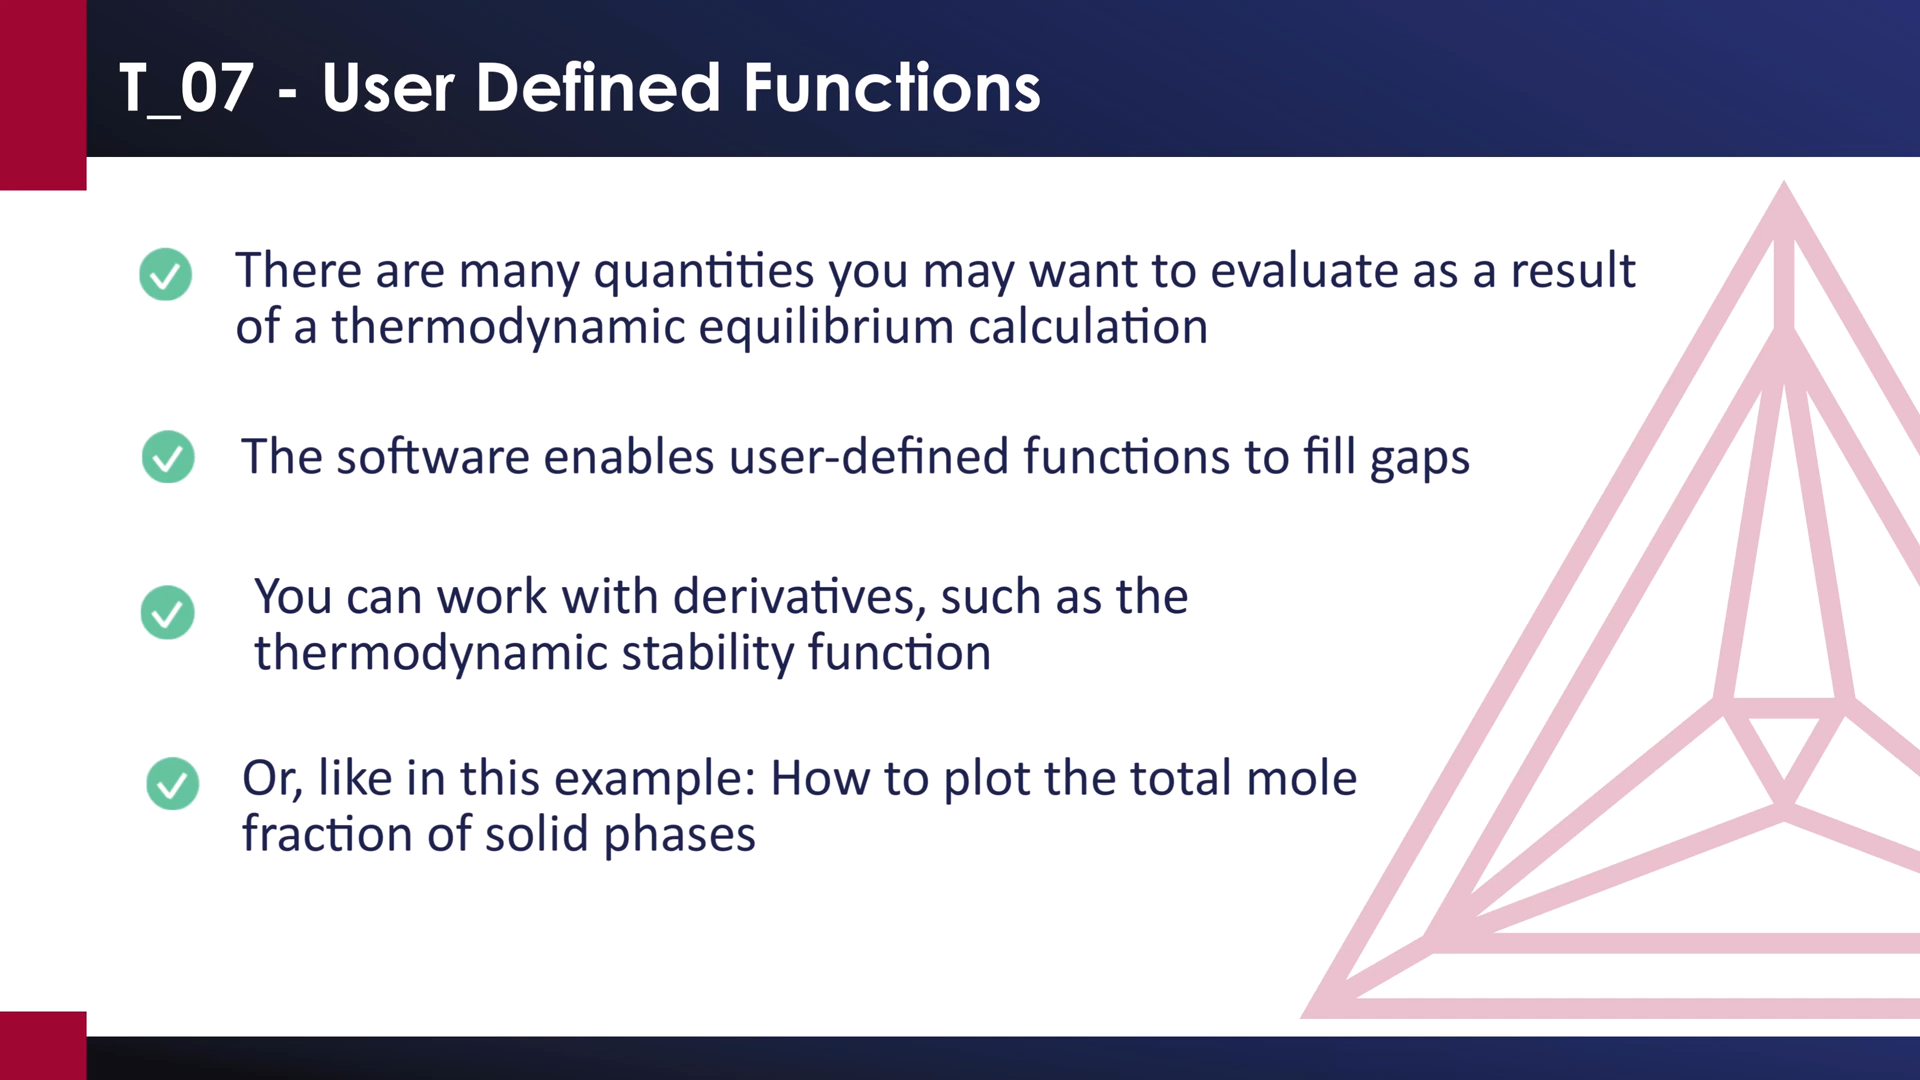 T_07 - User Defined Functions
There are many quantities you may want to evaluate as a result
of a thermodynamic equilibrium calculation
The software enables user-defined functions to fill gaps
You can work with derivatives, such as the
thermodynamic stability function
Or, like in this example: How to plot the total mole
fraction of solid phases